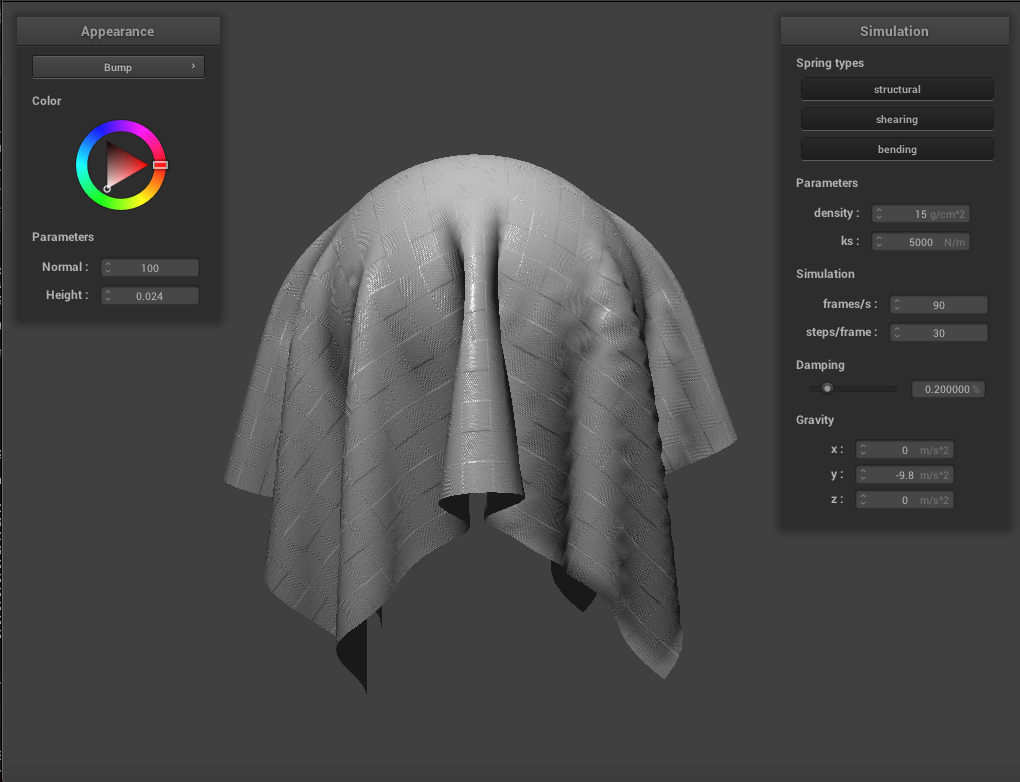 Appearance
Bump ›
Color
Parameters
Normal : 100
Height : 0.024
Simulation
Spring types
structural
shearing
bending
Parameters
density : 15 g/cm^2
ks : 5000 N/m
Simulation
frames/s : 90
steps/frame : 30
Damping
0.200000 %
Gravity
x : 0 m/s^2
y : -9.8 m/s^2
z : 0 m/s^2